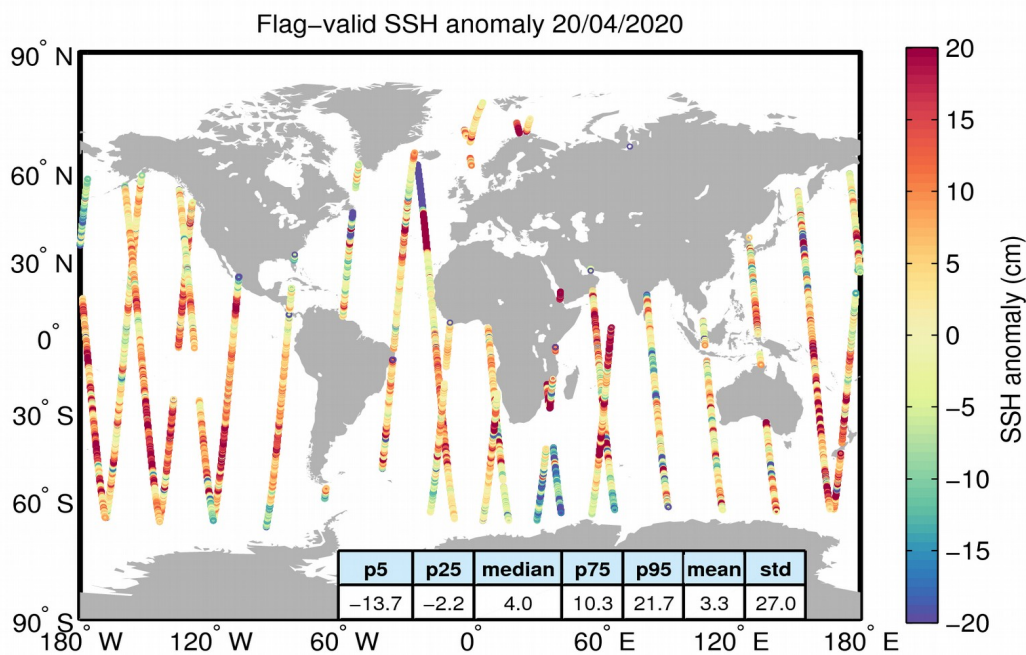 Flag−valid SSH anomaly 20/04/2020
90° N
60° N
30° N
0°
30° S
60° S
90° S
180° W
120° W
60° W
0°
60° E
120° E
180° E
p5 p25 median p75 p95 mean std
−13.7 −2.2 4.0 10.3 21.7 3.3 27.0
20
15
10
5
0
−5
−10
−15
−20
SSH anomaly (cm)